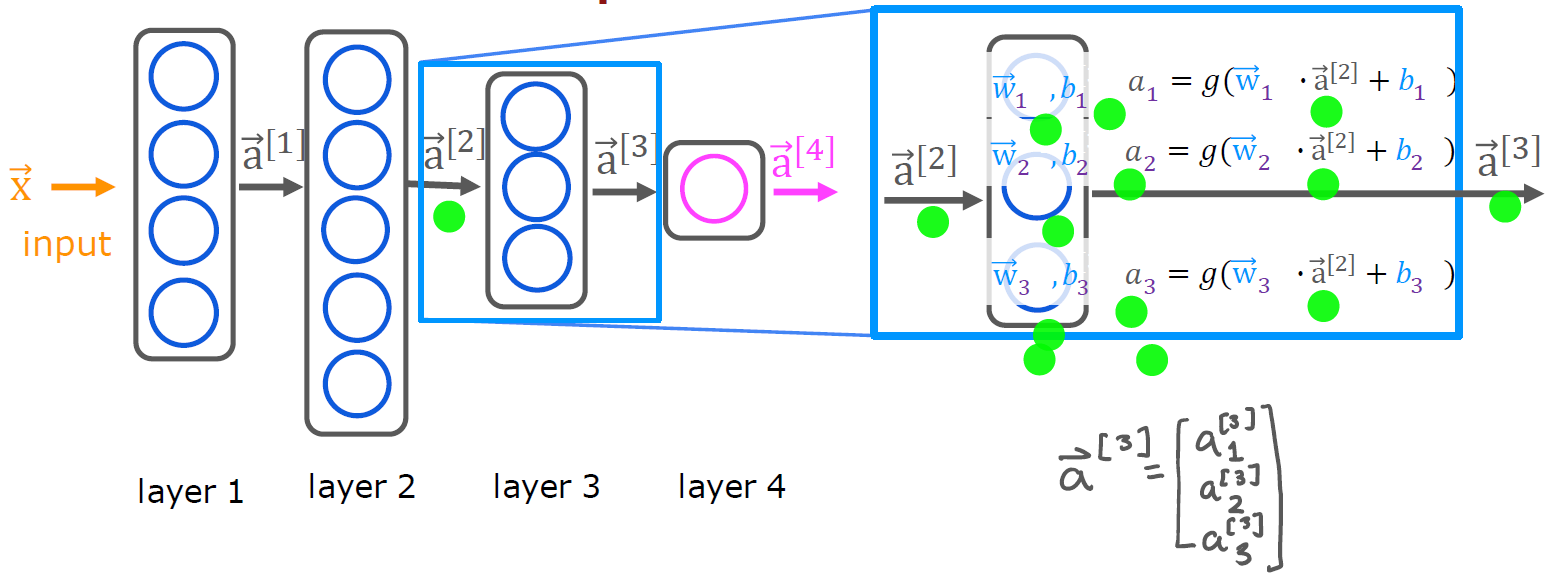 x⃗
input
a⃗^[1]
a⃗^[2]
a⃗^[3]
a⃗^[4]
layer 1
layer 2
layer 3
layer 4
a⃗^[2]
w⃗₁ , b₁
a₁ = g(w⃗₁ · a⃗^[2] + b₁ )
w⃗₂ , b₂
a₂ = g(w⃗₂ · a⃗^[2] + b₂ )
w⃗₃ , b₃
a₃ = g(w⃗₃ · a⃗^[2] + b₃ )
a⃗^[3]
a⃗^[3] = [ a₁^[3]
a₂^[3]
a₃^[3] ]